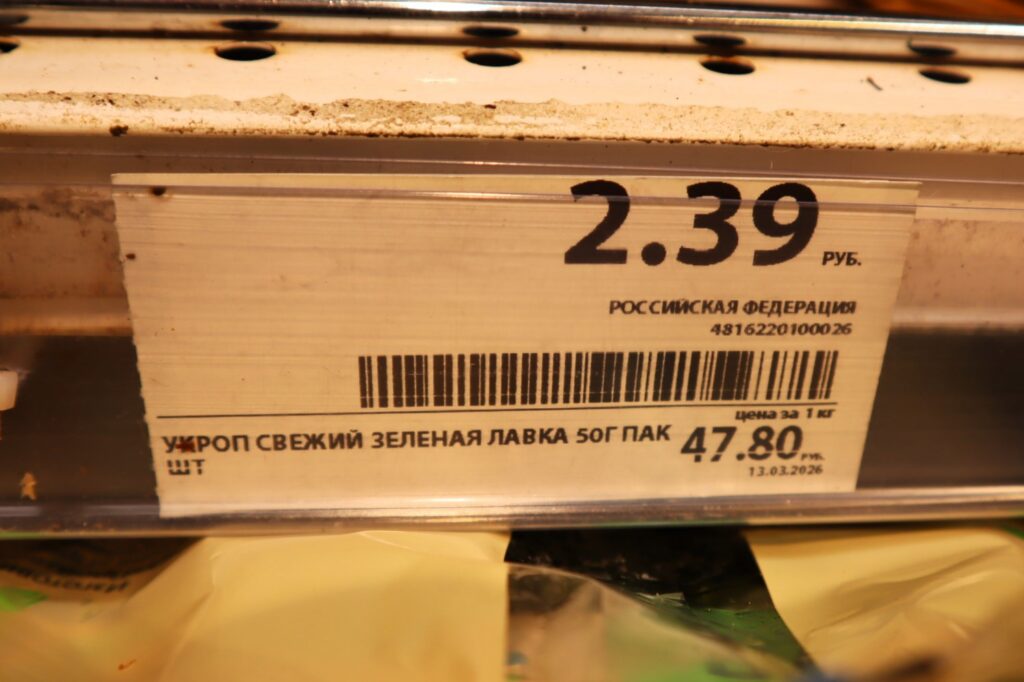 2.39 РУБ.
РОССИЙСКАЯ ФЕДЕРАЦИЯ
4816220100026
цена за 1 кг
УКРОП СВЕЖИЙ ЗЕЛЕНАЯ ЛАВКА 50Г ПАК
ШТ
47.80 РУБ.
13.03.2026